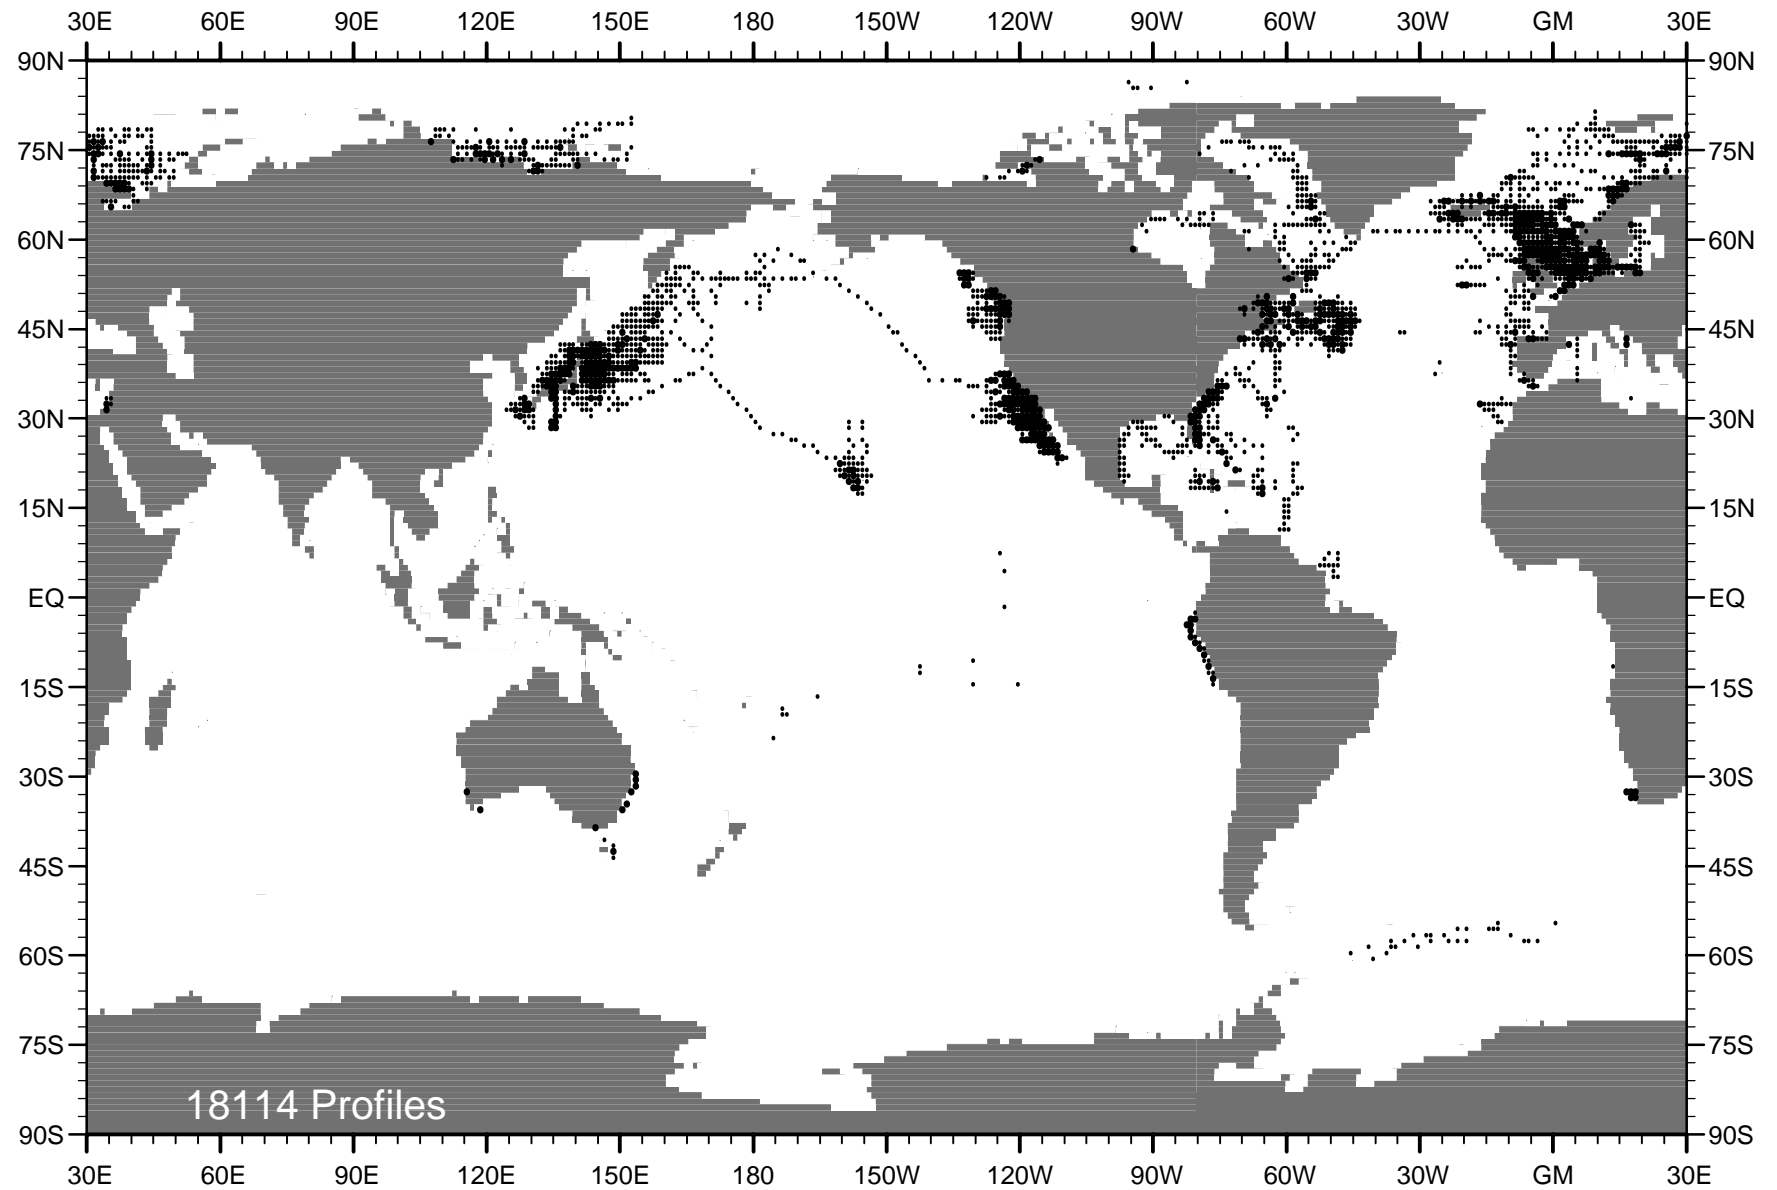 30E 60E 90E 120E 150E 180 150W 120W 90W 60W 30W GM 30E
90N 90N
75N 75N
60N 60N
45N 45N
30N 30N
15N 15N
EQ EQ
15S 15S
30S 30S
45S 45S
60S 60S
75S 75S
18114 Profiles
90S 90S
30E 60E 90E 120E 150E 180 150W 120W 90W 60W 30W GM 30E